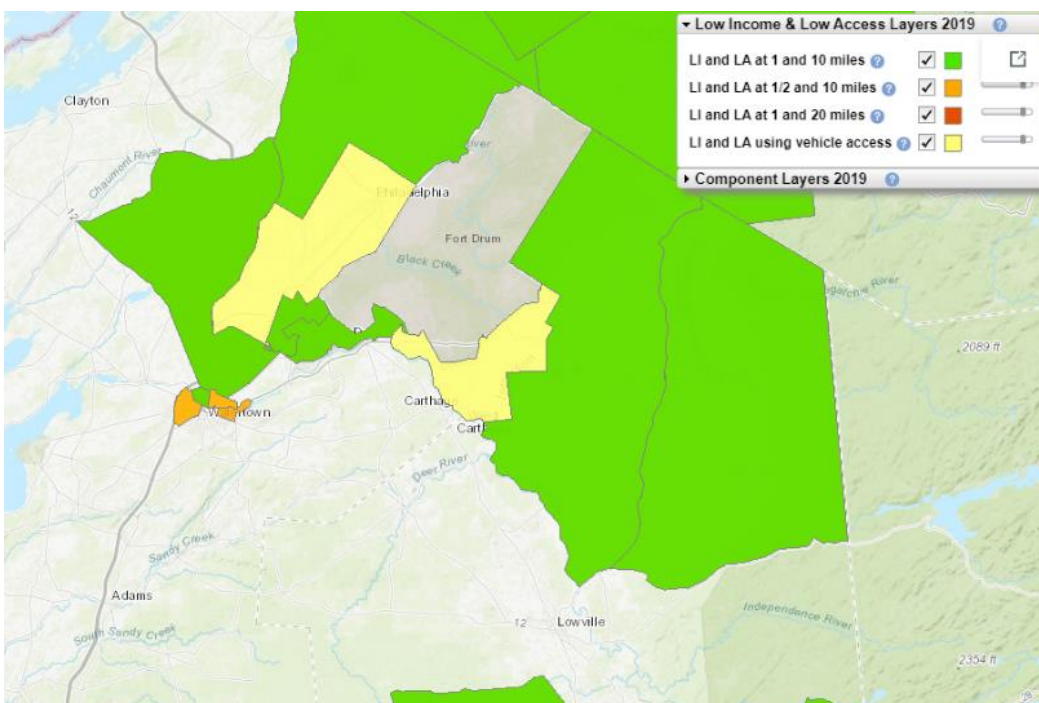 Low Income & Low Access Layers 2019
LI and LA at 1 and 10 miles
LI and LA at 1/2 and 10 miles
LI and LA at 1 and 20 miles
LI and LA using vehicle access
Component Layers 2019
Clayton
Chaumont River
12
Philadelphia
Fort Drum
Black Creek
2089 ft
Watertown
Carthage
Deer River
Sandy Creek
Adams
South Sandy Creek
12
Lowville
Independence River
2354 ft